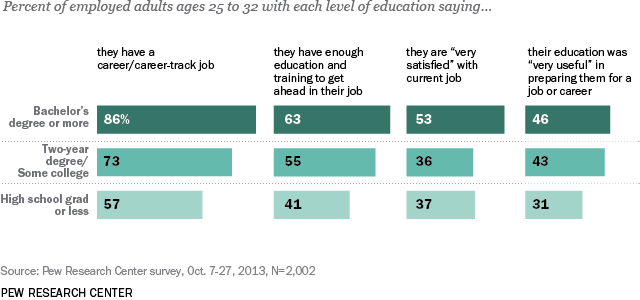 Percent of employed adults ages 25 to 32 with each level of education saying...
they have a
career/career-track job
they have enough
education and
training to get
ahead in their job
they are “very
satisfied” with
current job
their education was
“very useful” in
preparing them for a
job or career
Bachelor’s
degree or more
86%
63
53
46
Two-year
degree/
Some college
73
55
36
43
High school grad
or less
57
41
37
31
Source: Pew Research Center survey, Oct. 7-27, 2013, N=2,002
PEW RESEARCH CENTER